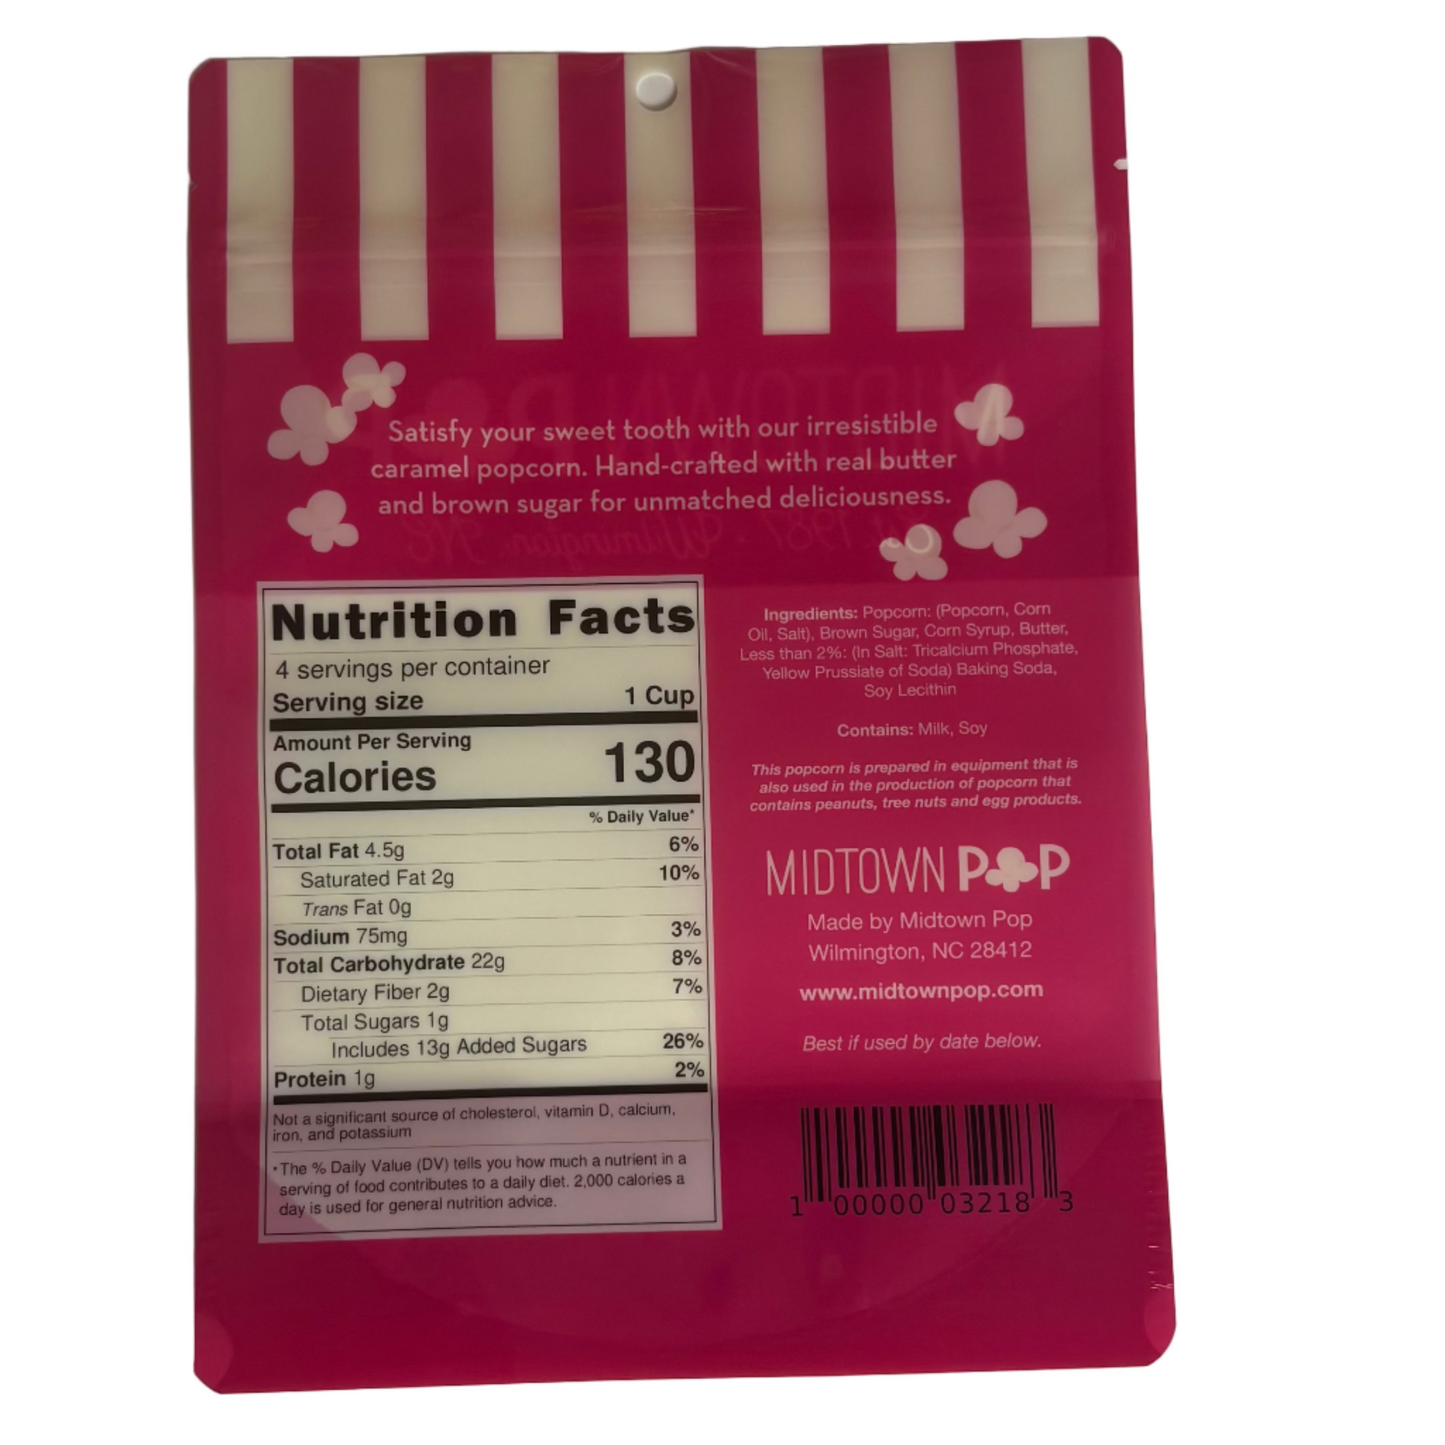 Satisfy your sweet tooth with our irresistible
caramel popcorn. Hand-crafted with real butter
and brown sugar for unmatched deliciousness.
Nutrition Facts
4 servings per container
Serving size 1 Cup
Amount Per Serving
Calories 130
% Daily Value*
Total Fat 4.5g 6%
Saturated Fat 2g 10%
Trans Fat 0g
Sodium 75mg 3%
Total Carbohydrate 22g 8%
Dietary Fiber 2g 7%
Total Sugars 1g
Includes 13g Added Sugars 26%
Protein 1g 2%
Not a significant source of cholesterol, vitamin D, calcium,
iron, and potassium
*The % Daily Value (DV) tells you how much a nutrient in a
serving of food contributes to a daily diet. 2,000 calories a
day is used for general nutrition advice.
Ingredients: Popcorn: (Popcorn, Corn
Oil, Salt), Brown Sugar, Corn Syrup, Butter,
Less than 2%: (In Salt: Tricalcium Phosphate,
Yellow Prussiate of Soda) Baking Soda,
Soy Lecithin
Contains: Milk, Soy
This popcorn is prepared in equipment that is
also used in the production of popcorn that
contains peanuts, tree nuts and egg products.
MIDTOWN POP
Made by Midtown Pop
Wilmington, NC 28412
www.midtownpop.com
Best if used by date below.
1 00000 03218 3